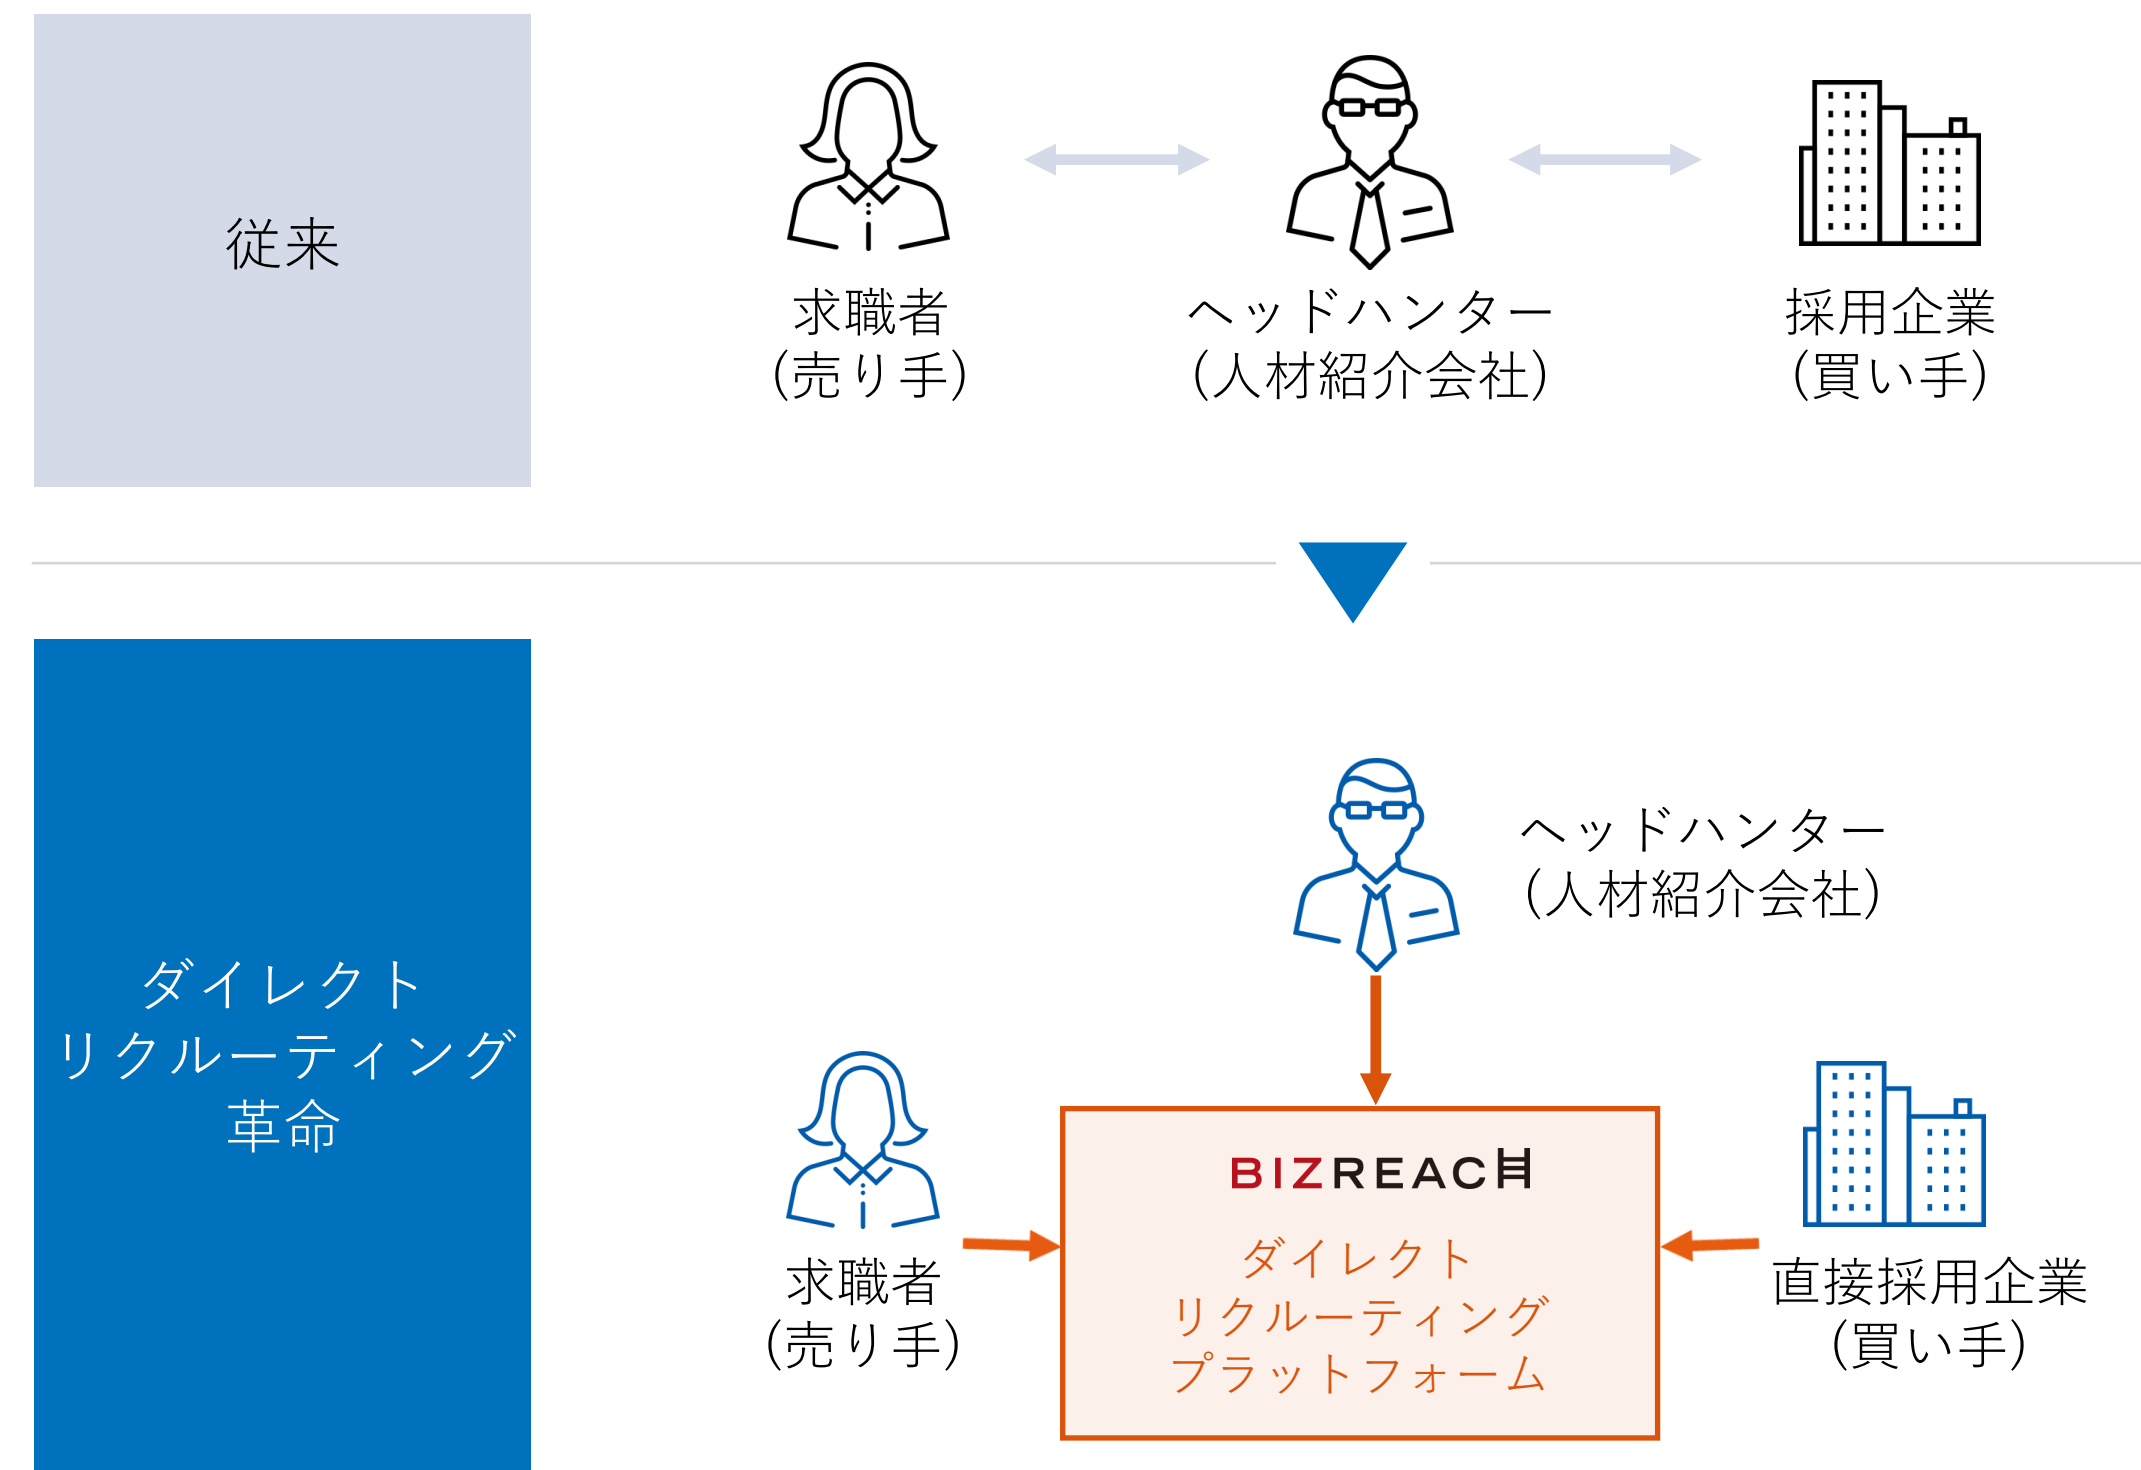 従来
求職者
(売り手)
ヘッドハンター
(人材紹介会社)
採用企業
(買い手)
ダイレクト
リクルーティング
革命
ヘッドハンター
(人材紹介会社)
求職者
(売り手)
BIZREACH
ダイレクト
リクルーティング
プラットフォーム
直接採用企業
(買い手)